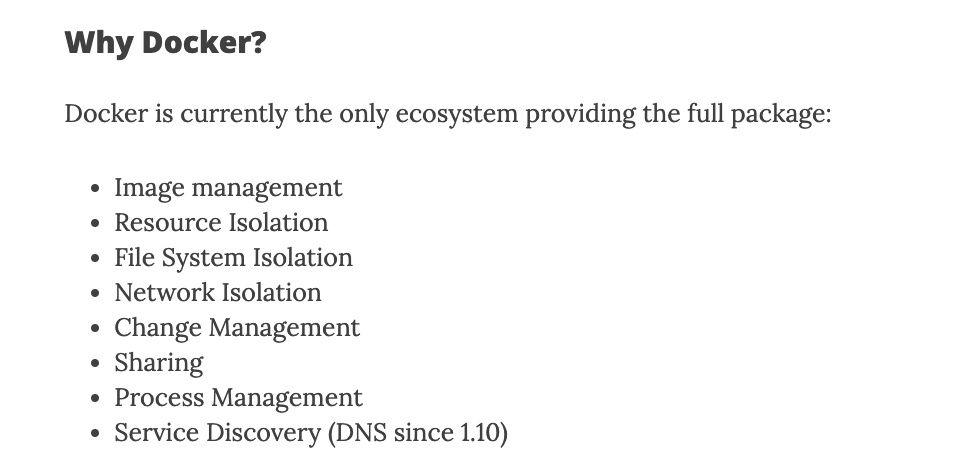 Why Docker?
Docker is currently the only ecosystem providing the full package:
• Image management
• Resource Isolation
• File System Isolation
• Network Isolation
• Change Management
• Sharing
• Process Management
• Service Discovery (DNS since 1.10)